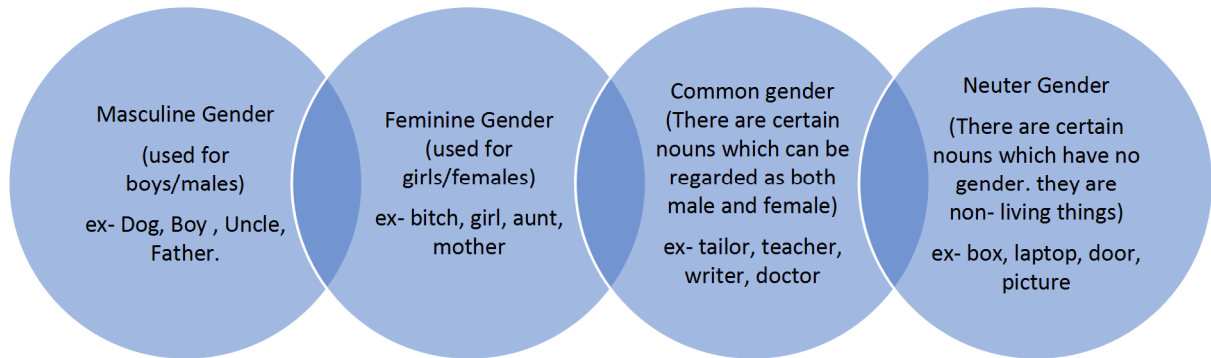 Masculine Gender
(used for
boys/males)
ex- Dog, Boy , Uncle,
Father.
Feminine Gender
(used for
girls/females)
ex- bitch, girl, aunt,
mother
Common gender
(There are certain
nouns which can be
regarded as both
male and female)
ex- tailor, teacher,
writer, doctor
Neuter Gender
(There are certain
nouns which have no
gender. they are
non- living things)
ex- box, laptop, door,
picture